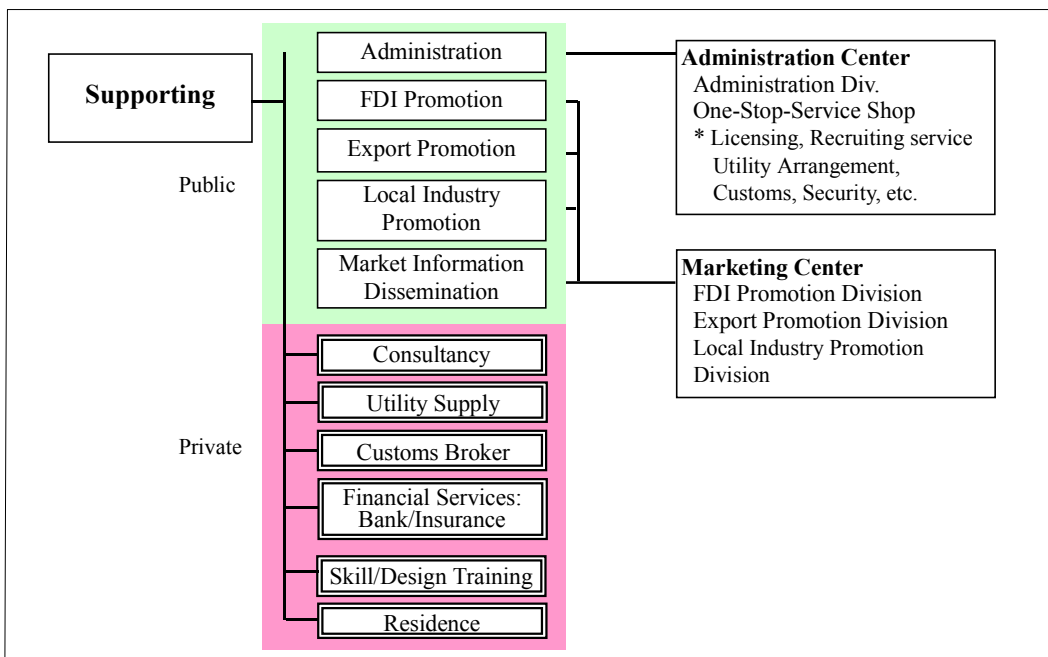 Supporting
Public
Administration
FDI Promotion
Export Promotion
Local Industry
Promotion
Market Information
Dissemination
Private
Consultancy
Utility Supply
Customs Broker
Financial Services:
Bank/Insurance
Skill/Design Training
Residence
Administration Center
Administration Div.
One-Stop-Service Shop
* Licensing, Recruiting service
Utility Arrangement,
Customs, Security, etc.
Marketing Center
FDI Promotion Division
Export Promotion Division
Local Industry Promotion
Division